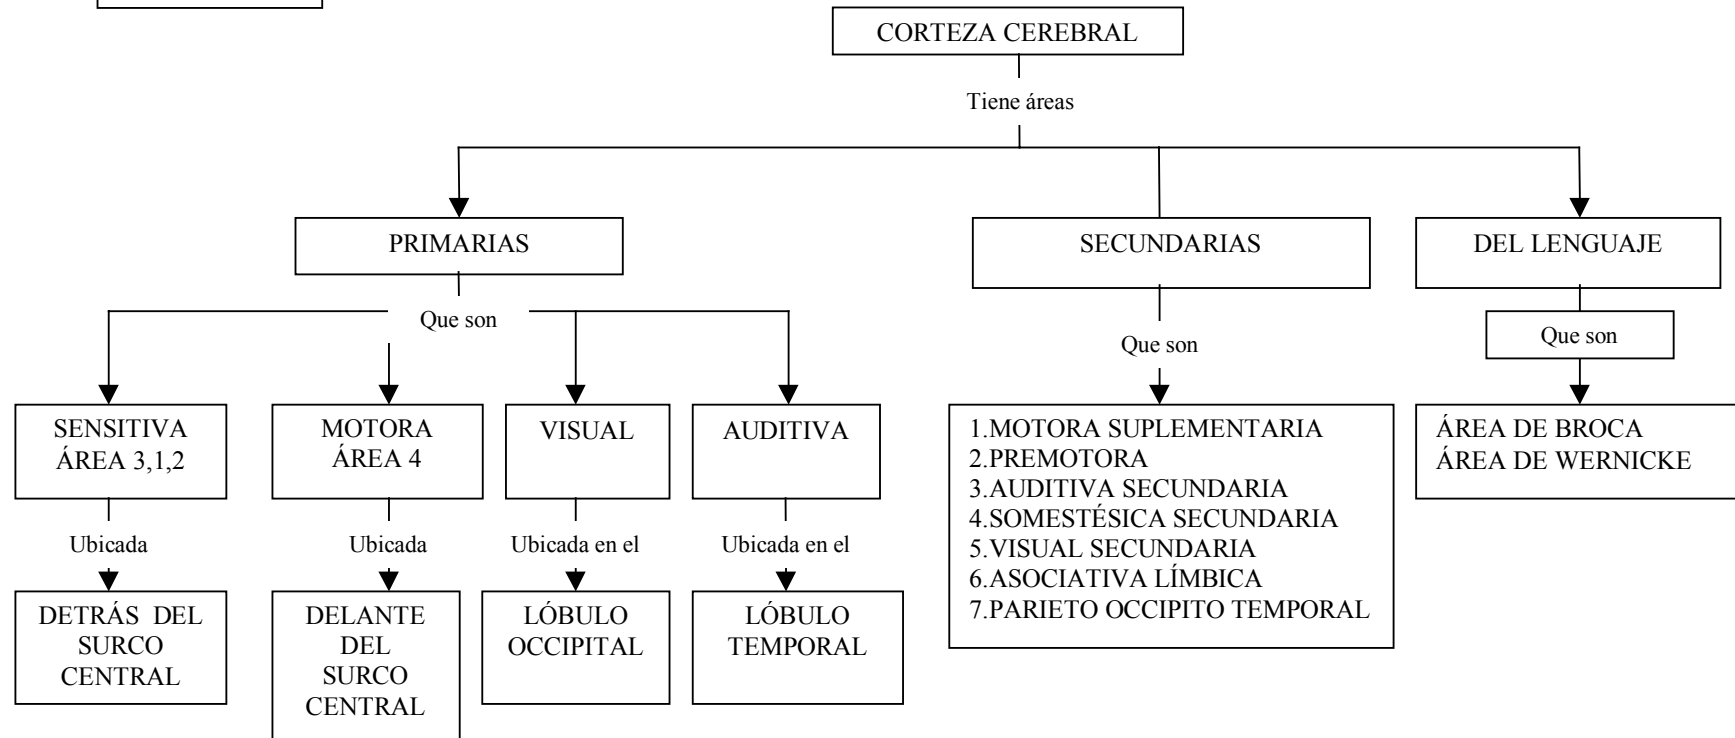 CORTEZA CEREBRAL
Tiene áreas
PRIMARIAS
SECUNDARIAS
DEL LENGUAJE
Que son
Que son
Que son
SENSITIVA
ÁREA 3,1,2
MOTORA
ÁREA 4
VISUAL
AUDITIVA
1.MOTORA SUPLEMENTARIA
2.PREMOTORA
3.AUDITIVA SECUNDARIA
4.SOMESTÉSICA SECUNDARIA
5.VISUAL SECUNDARIA
6.ASOCIATIVA LÍMBICA
7.PARIETO OCCIPITO TEMPORAL
ÁREA DE BROCA
ÁREA DE WERNICKE
Ubicada
Ubicada
Ubicada en el
Ubicada en el
DETRÁS DEL
SURCO
CENTRAL
DELANTE
DEL
SURCO
CENTRAL
LÓBULO
OCCIPITAL
LÓBULO
TEMPORAL